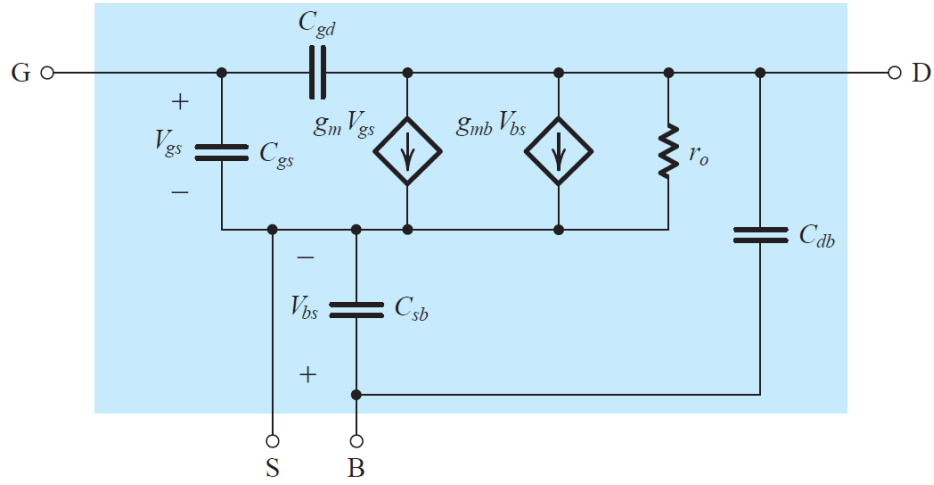 C_gd
G
D
+
g_m V_gs
g_mb V_bs
V_gs
C_gs
r_o
−
−
C_db
V_bs
C_sb
+
S
B